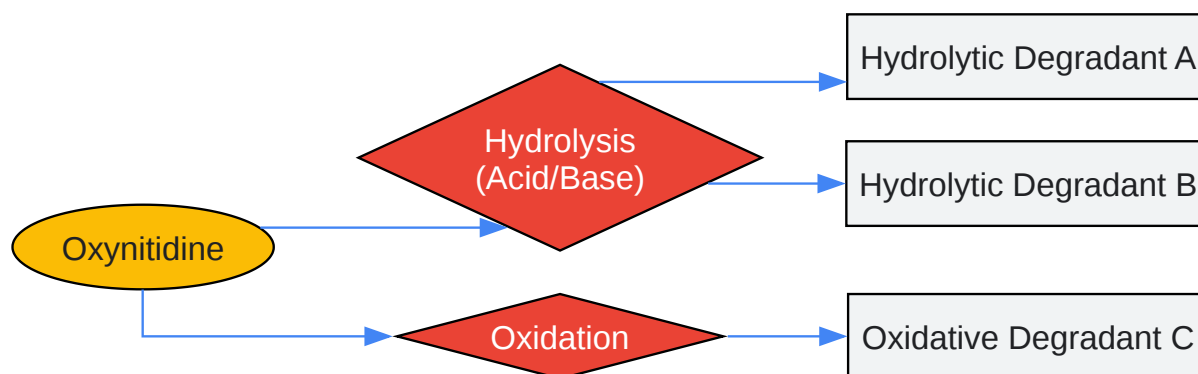 Hydrolytic Degradant A
Hydrolysis
(Acid/Base)
Hydrolytic Degradant B
Oxynitidine
Oxidation
Oxidative Degradant C